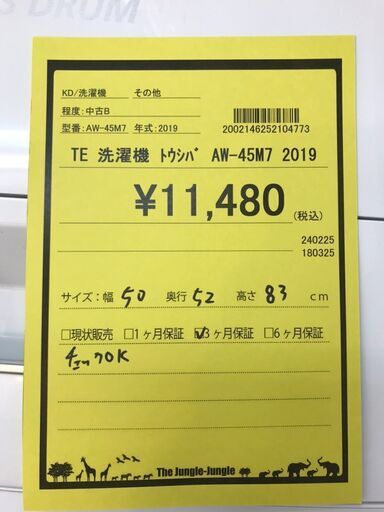 S DRUM
KD/洗濯機 その他
程度:中古B
型番:AW-45M7 年式:2019
2002146252104773
TE 洗濯機 ﾄｳｼﾊﾞ AW-45M7 2019
¥11,480 (税込)
240225
180325
サイズ:幅 50 奥行 52 高さ 83 cm
□現状販売 □1ヶ月保証 ☑3ヶ月保証 □6ヶ月保証
チェックOK
The Jungle-Jungle